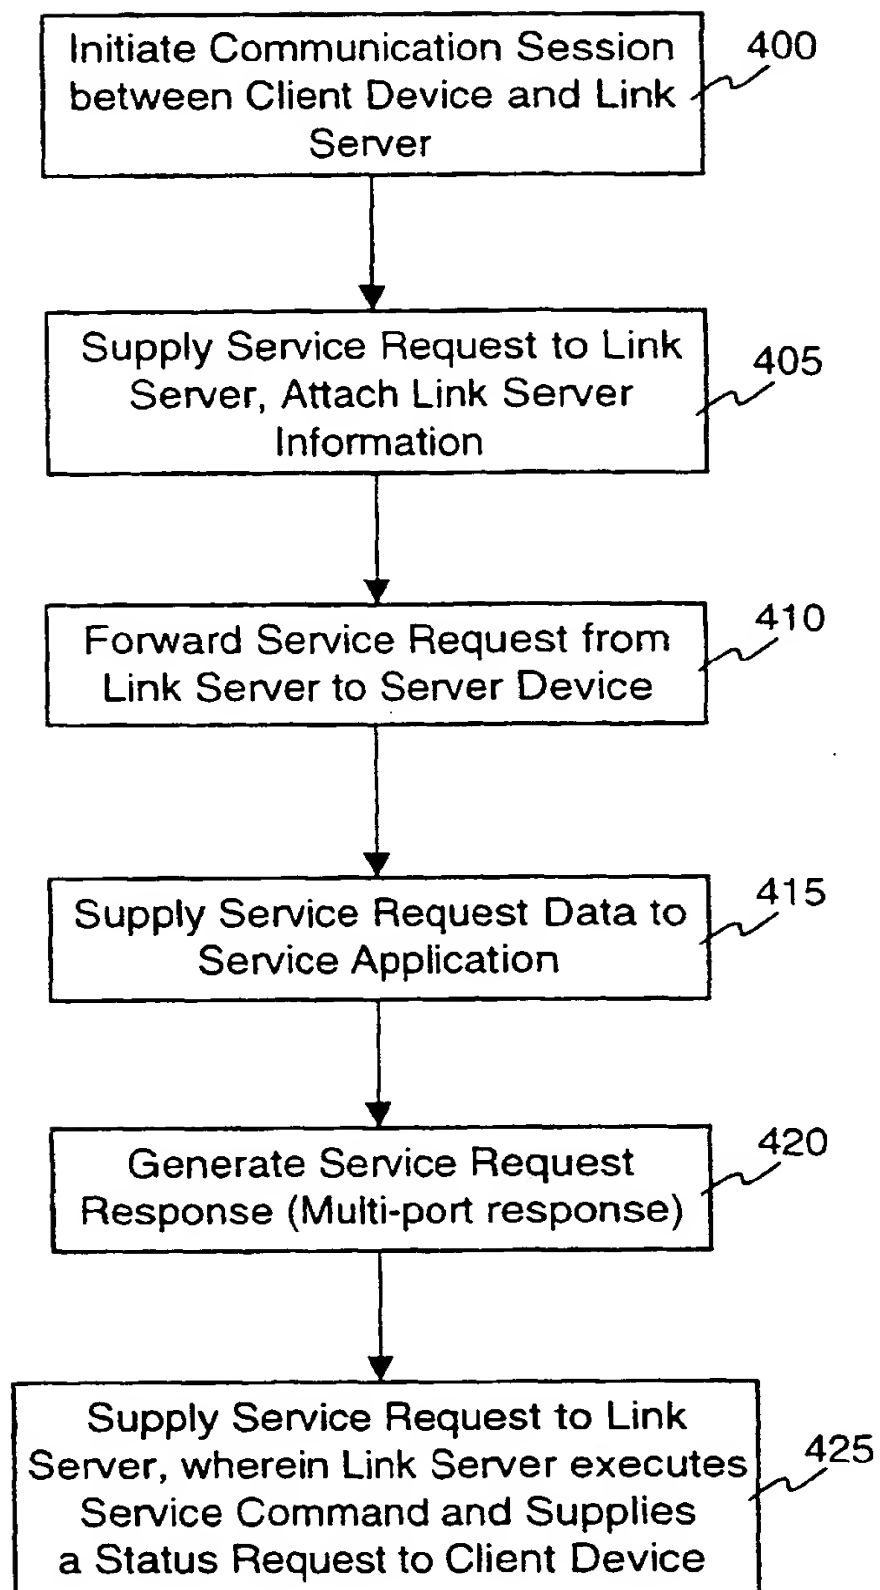 Initiate Communication Session
between Client Device and Link
Server
400
Supply Service Request to Link
Server, Attach Link Server
Information
405
Forward Service Request from
Link Server to Server Device
410
Supply Service Request Data to
Service Application
415
Generate Service Request
Response (Multi-port response)
420
Supply Service Request to Link
Server, wherein Link Server executes
Service Command and Supplies
a Status Request to Client Device
425